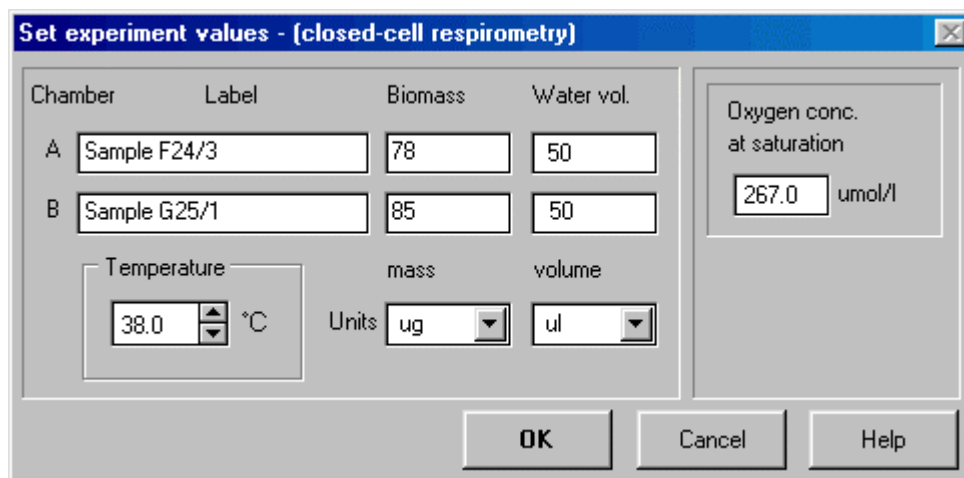 Set experiment values - (closed-cell respirometry)
Chamber Label Biomass Water vol.
A Sample F24/3 78 50
B Sample G25/1 85 50
Temperature
38.0 °C
mass volume
Units ug ul
Oxygen conc.
at saturation
267.0 umol/l
OK Cancel Help